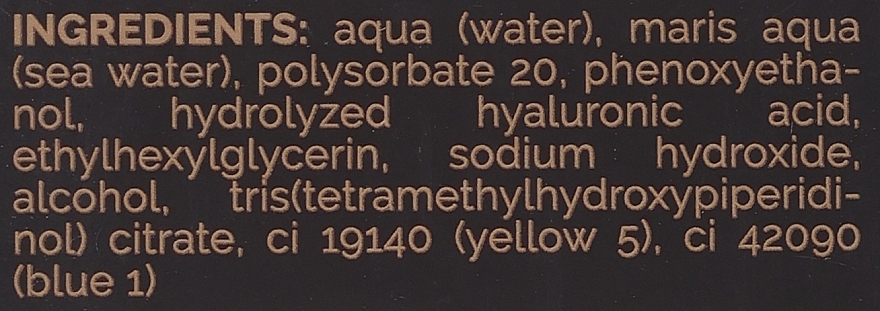 INGREDIENTS: aqua (water), maris aqua
(sea water), polysorbate 20, phenoxyetha-
nol, hydrolyzed hyaluronic acid,
ethylhexylglycerin, sodium hydroxide,
alcohol, tris(tetramethylhydroxypiperidi-
nol) citrate, ci 19140 (yellow 5), ci 42090
(blue 1)